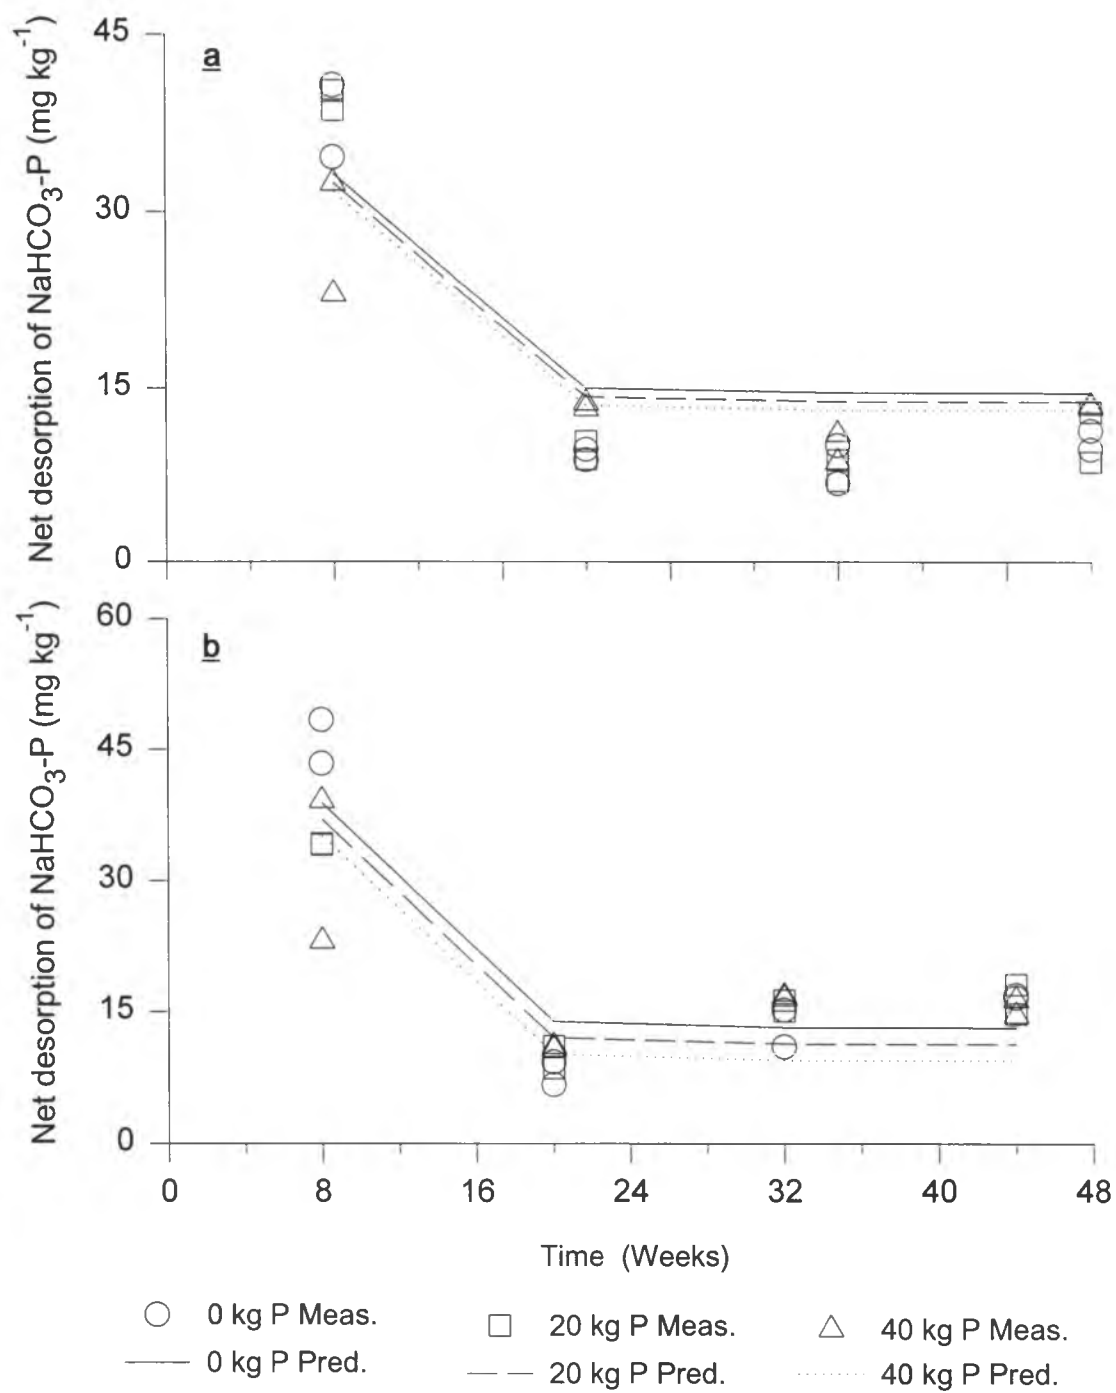 45
a
30
15
0
Net desorption of NaHCO3-P (mg kg-1)
60
b
45
30
15
0
Net desorption of NaHCO3-P (mg kg-1)
0 8 16 24 32 40 48
Time (Weeks)
0 kg P Meas. 20 kg P Meas. 40 kg P Meas.
0 kg P Pred. 20 kg P Pred. 40 kg P Pred.